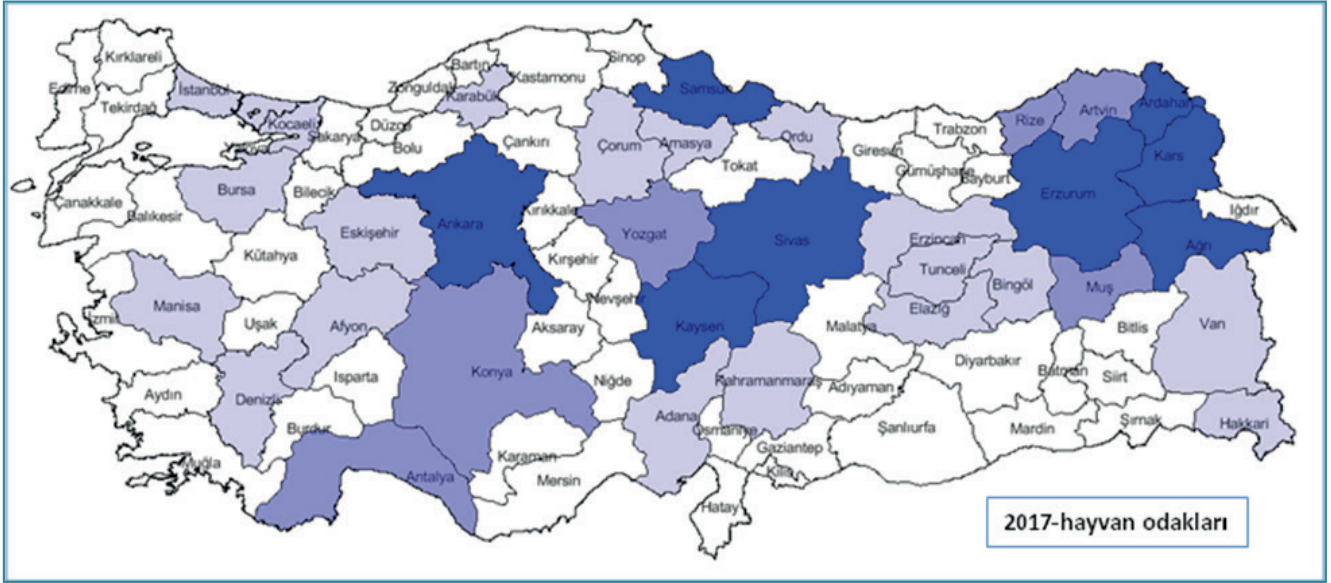 Kırklareli
Edirne
Tekirdağ
İstanbul
Kocaeli
Yalova
Sakarya
Düzce
Bolu
Zonguldak
Bartın
Karabük
Kastamonu
Çankırı
Sinop
Samsun
Çorum
Amasya
Ordu
Tokat
Giresun
Trabzon
Gümüşhane
Bayburt
Rize
Artvin
Ardahan
Kars
Erzurum
Iğdır
Ağrı
Çanakkale
Balıkesir
Bursa
Bilecik
Eskişehir
Kütahya
Ankara
Kırıkkale
Kırşehir
Yozgat
Sivas
Erzincan
Tunceli
Bingöl
Elazığ
Muş
Bitlis
Van
İzmir
Manisa
Uşak
Afyon
Konya
Aksaray
Nevşehir
Kayseri
Malatya
Diyarbakır
Batman
Siirt
Aydın
Denizli
Isparta
Burdur
Niğde
Adana
Kahramanmaraş
Adıyaman
Osmaniye
Gaziantep
Kilis
Şanlıurfa
Mardin
Şırnak
Hakkari
Muğla
Antalya
Karaman
Mersin
Hatay
2017-hayvan odakları